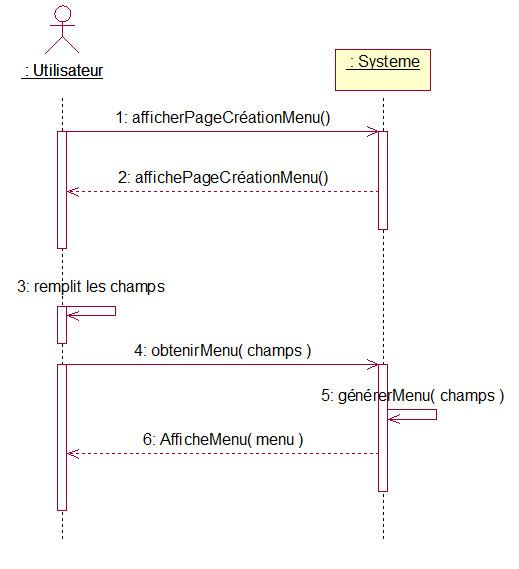 : Utilisateur
: Systeme
1: afficherPageCréationMenu()
2: affichePageCréationMenu()
3: remplit les champs
4: obtenirMenu( champs )
5: générerMenu( champs )
6: AfficheMenu( menu )